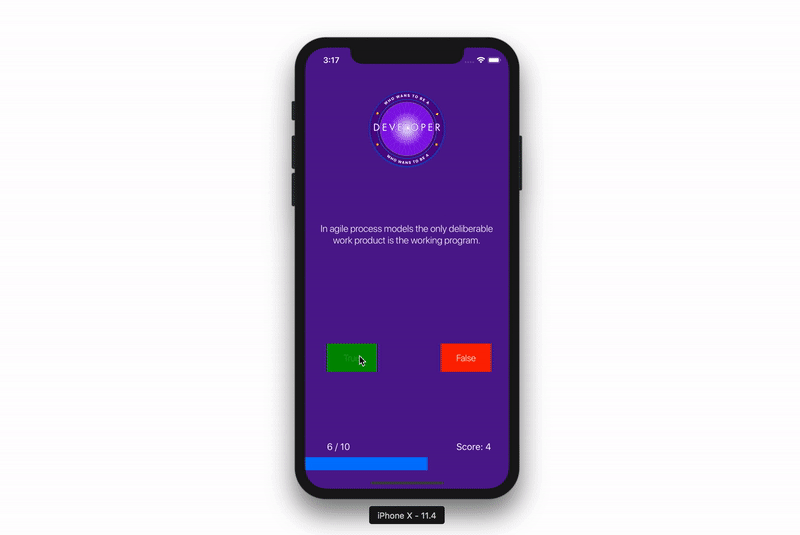 3:17
WHO WANTS TO BE A
DEVELOPER
WHO WANTS TO BE A
In agile process models the only deliberable
work product is the working program.
True
False
6 / 10
Score: 4
iPhone X - 11.4